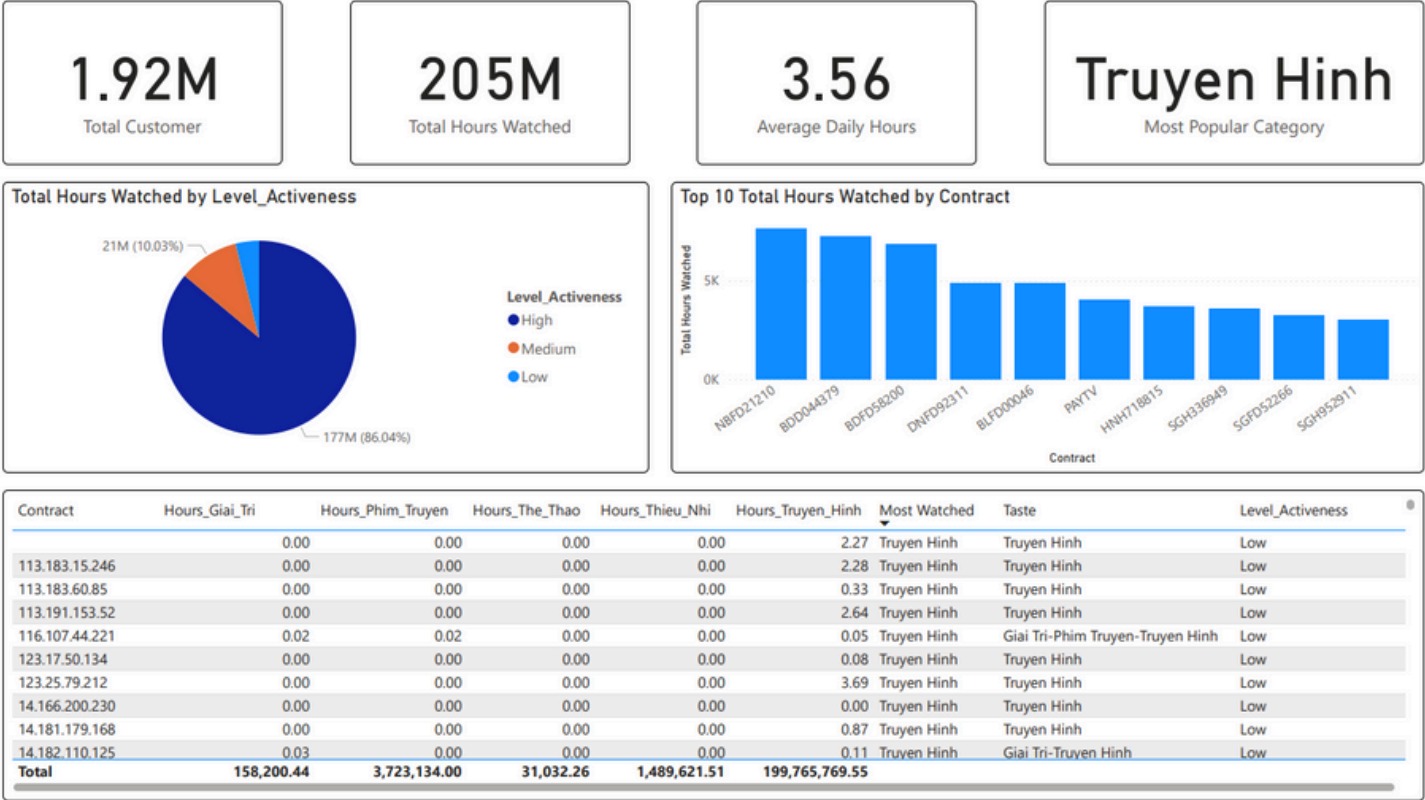 1.92M
Total Customer
205M
Total Hours Watched
3.56
Average Daily Hours
Truyen Hinh
Most Popular Category
Total Hours Watched by Level_Activeness
21M (10.03%)
177M (86.04%)
Level_Activeness
High
Medium
Low
Top 10 Total Hours Watched by Contract
Total Hours Watched
5K
0K
NBFD21210
BDD044379
BDFD58200
DNFD92311
BLFD00046
PAYTV
HNH718815
SGH336949
SGFD52266
SGH952911
Contract
Contract Hours_Giai_Tri Hours_Phim_Truyen Hours_The_Thao Hours_Thieu_Nhi Hours_Truyen_Hinh Most Watched Taste Level_Activeness
0.00 0.00 0.00 0.00 2.27 Truyen Hinh Truyen Hinh Low
113.183.15.246 0.00 0.00 0.00 0.00 2.28 Truyen Hinh Truyen Hinh Low
113.183.60.85 0.00 0.00 0.00 0.00 0.33 Truyen Hinh Truyen Hinh Low
113.191.153.52 0.00 0.00 0.00 0.00 2.64 Truyen Hinh Truyen Hinh Low
116.107.44.221 0.02 0.02 0.00 0.00 0.05 Truyen Hinh Giai Tri-Phim Truyen-Truyen Hinh Low
123.17.50.134 0.00 0.00 0.00 0.00 0.08 Truyen Hinh Truyen Hinh Low
123.25.79.212 0.00 0.00 0.00 0.00 3.69 Truyen Hinh Truyen Hinh Low
14.166.200.230 0.00 0.00 0.00 0.00 0.00 Truyen Hinh Truyen Hinh Low
14.181.179.168 0.00 0.00 0.00 0.00 0.87 Truyen Hinh Truyen Hinh Low
14.182.110.125 0.03 0.00 0.00 0.00 0.11 Truyen Hinh Giai Tri-Truyen Hinh Low
Total 158,200.44 3,723,134.00 31,032.26 1,489,621.51 199,765,769.55